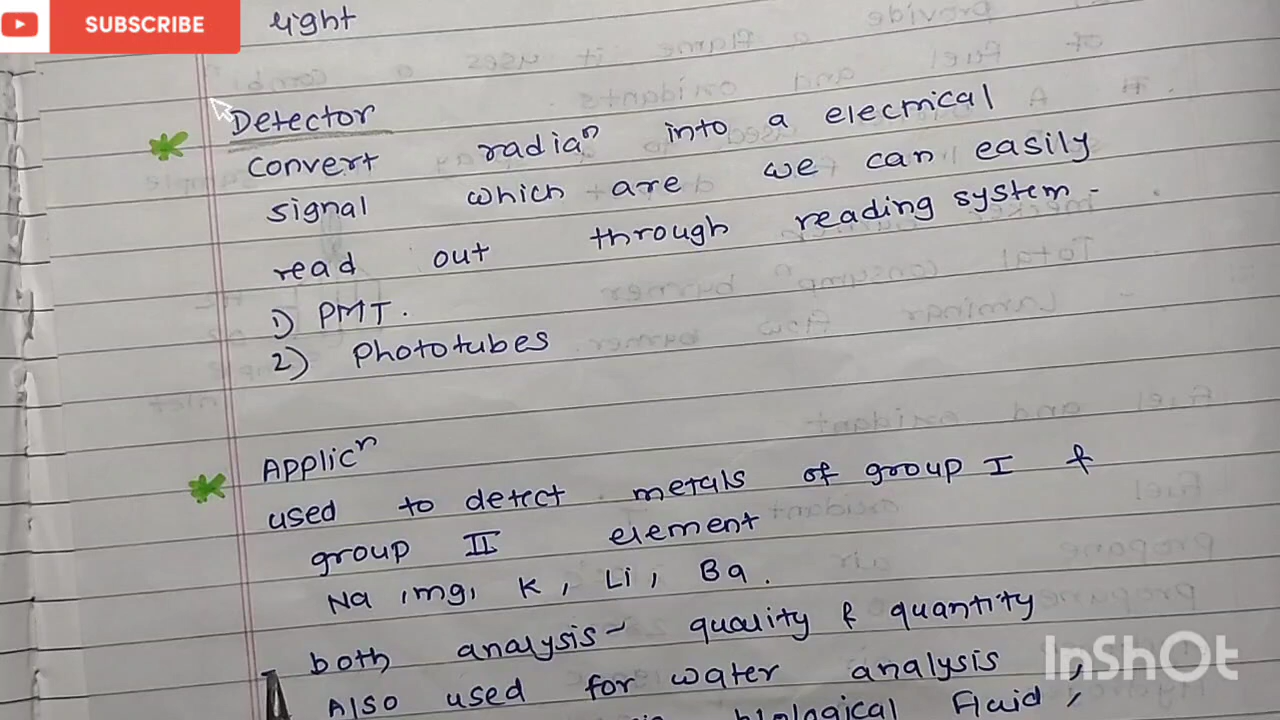 SUBSCRIBE
light
Detector
convert radiaⁿ into a electrical
signal which are we can easily
read out through reading system -
1) PMT.
2) Phototubes
Applicⁿ
used to detect metals of group I &
group II element
Na, mg, K, Li, Ba.
both analysis - quality & quantity
Also used for water analysis,
biological Fluid,
InShOt